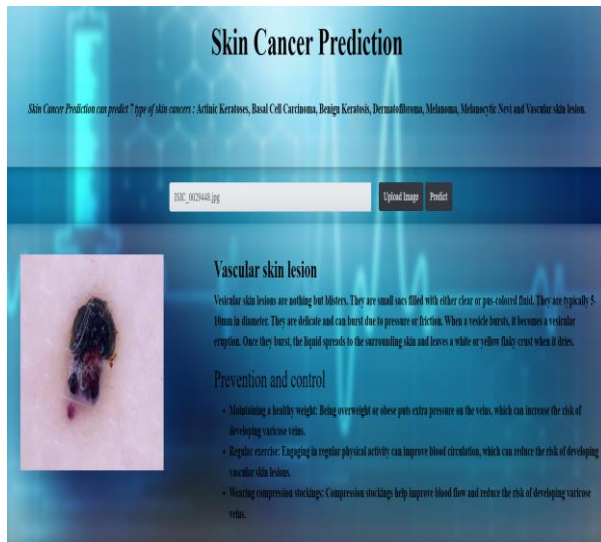 Skin Cancer Prediction
Skin Cancer Prediction can predict 7 type of skin cancers : Actinic Keratoses, Basal Cell Carcinoma, Benign Keratosis, Dermatofibroma, Melanoma, Melanocytic Nevi and Vascular skin lesion.
ISIC_0029448.jpg
Upload Image Predict
Vascular skin lesion
Vesicular skin lesions are nothing but blisters. They are small sacs filled with either clear or pus-colored fluid. They are typically 5-
10mm in diameter. They are delicate and can burst due to pressure or friction. When a vesicle bursts, it becomes a vesicular
eruption. Once they burst, the liquid spreads to the surrounding skin and leaves a white or yellow flaky crust when it dries.
Prevention and control
• Maintaining a healthy weight: Being overweight or obese puts extra pressure on the veins, which can increase the risk of
developing varicose veins.
• Regular exercise: Engaging in regular physical activity can improve blood circulation, which can reduce the risk of developing
vascular skin lesions.
• Wearing compression stockings: Compression stockings help improve blood flow and reduce the risk of developing varicose
veins.